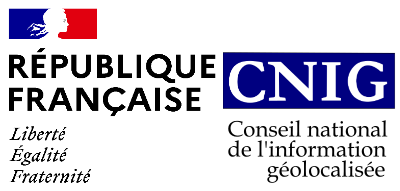 RÉPUBLIQUE
FRANÇAISE
Liberté
Égalité
Fraternité
CNIG
Conseil national
de l'information
géolocalisée